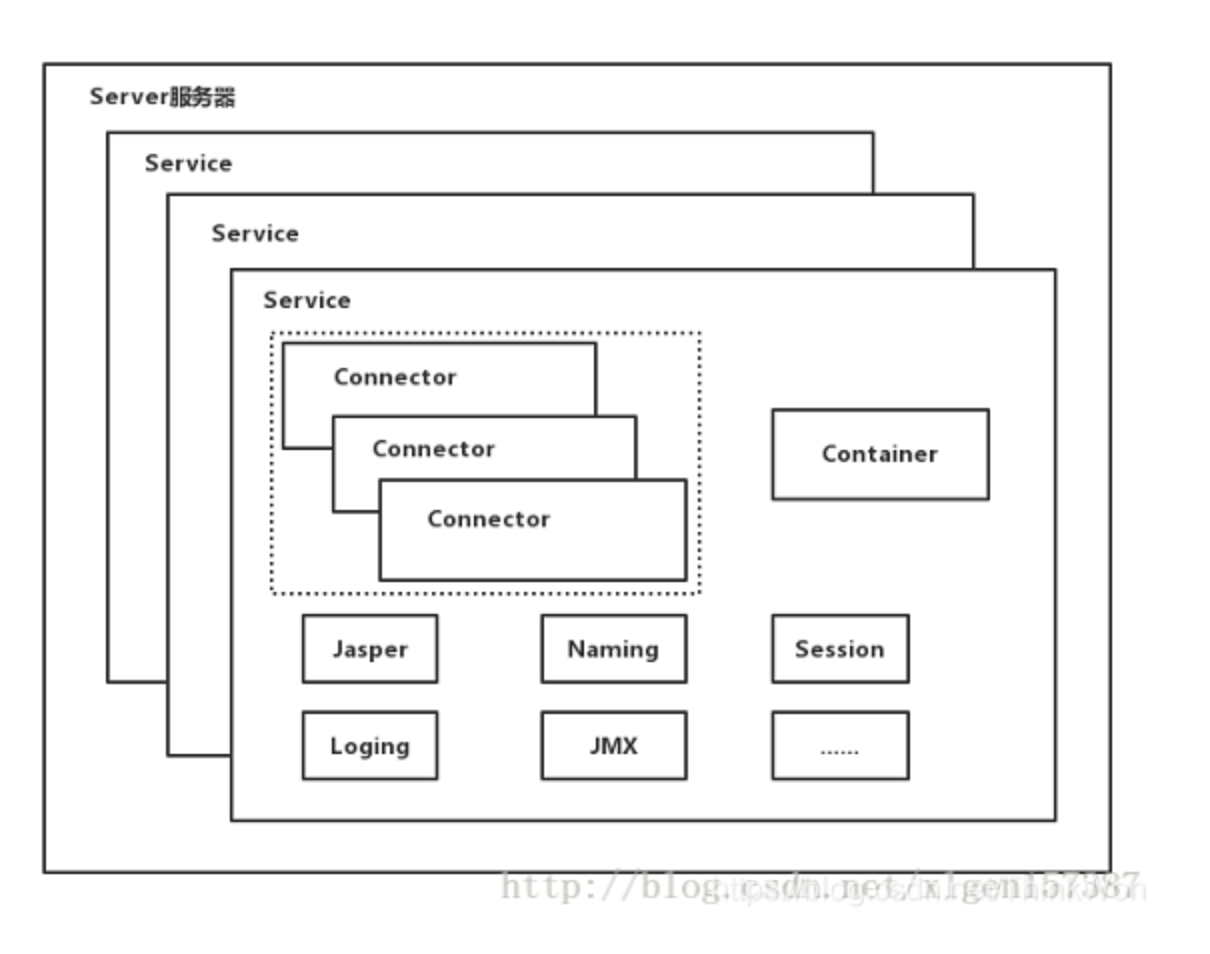 Server服务器
Service
Service
Service
Connector
Connector
Connector
Container
Jasper
Naming
Session
Loging
JMX
......
http://blog.csdn.net/xlgen157387